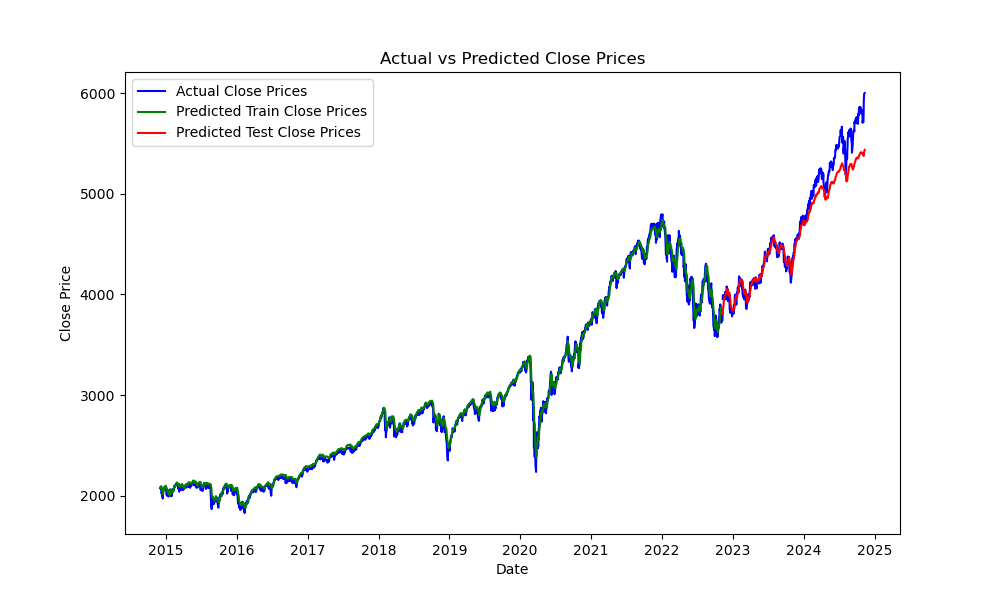 Actual vs Predicted Close Prices
Actual Close Prices
Predicted Train Close Prices
Predicted Test Close Prices
6000
5000
4000
3000
2000
Close Price
2015 2016 2017 2018 2019 2020 2021 2022 2023 2024 2025
Date